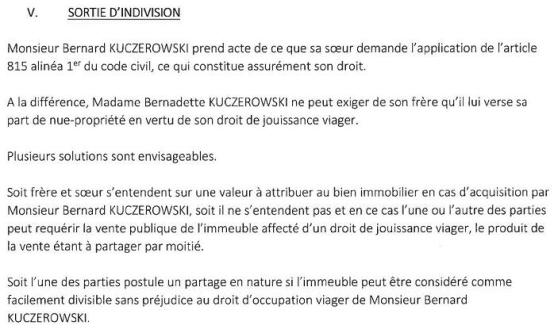 V. SORTIE D'INDIVISION
Monsieur Bernard KUCZEROWSKI prend acte de ce que sa sœur demande l'application de l'article
815 alinéa 1er du code civil, ce qui constitue assurément son droit.
A la différence, Madame Bernadette KUCZEROWSKI ne peut exiger de son frère qu'il lui verse sa
part de nue-propriété en vertu de son droit de jouissance viager.
Plusieurs solutions sont envisageables.
Soit frère et sœur s'entendent sur une valeur à attribuer au bien immobilier en cas d'acquisition par
Monsieur Bernard KUCZEROWSKI, soit il ne s'entendent pas et en ce cas l'une ou l'autre des parties
peut requérir la vente publique de l'immeuble affecté d'un droit de jouissance viager, le produit de
la vente étant à partager par moitié.
Soit l'une des parties postule un partage en nature si l'immeuble peut être considéré comme
facilement divisible sans préjudice au droit d'occupation viager de Monsieur Bernard
KUCZEROWSKI.